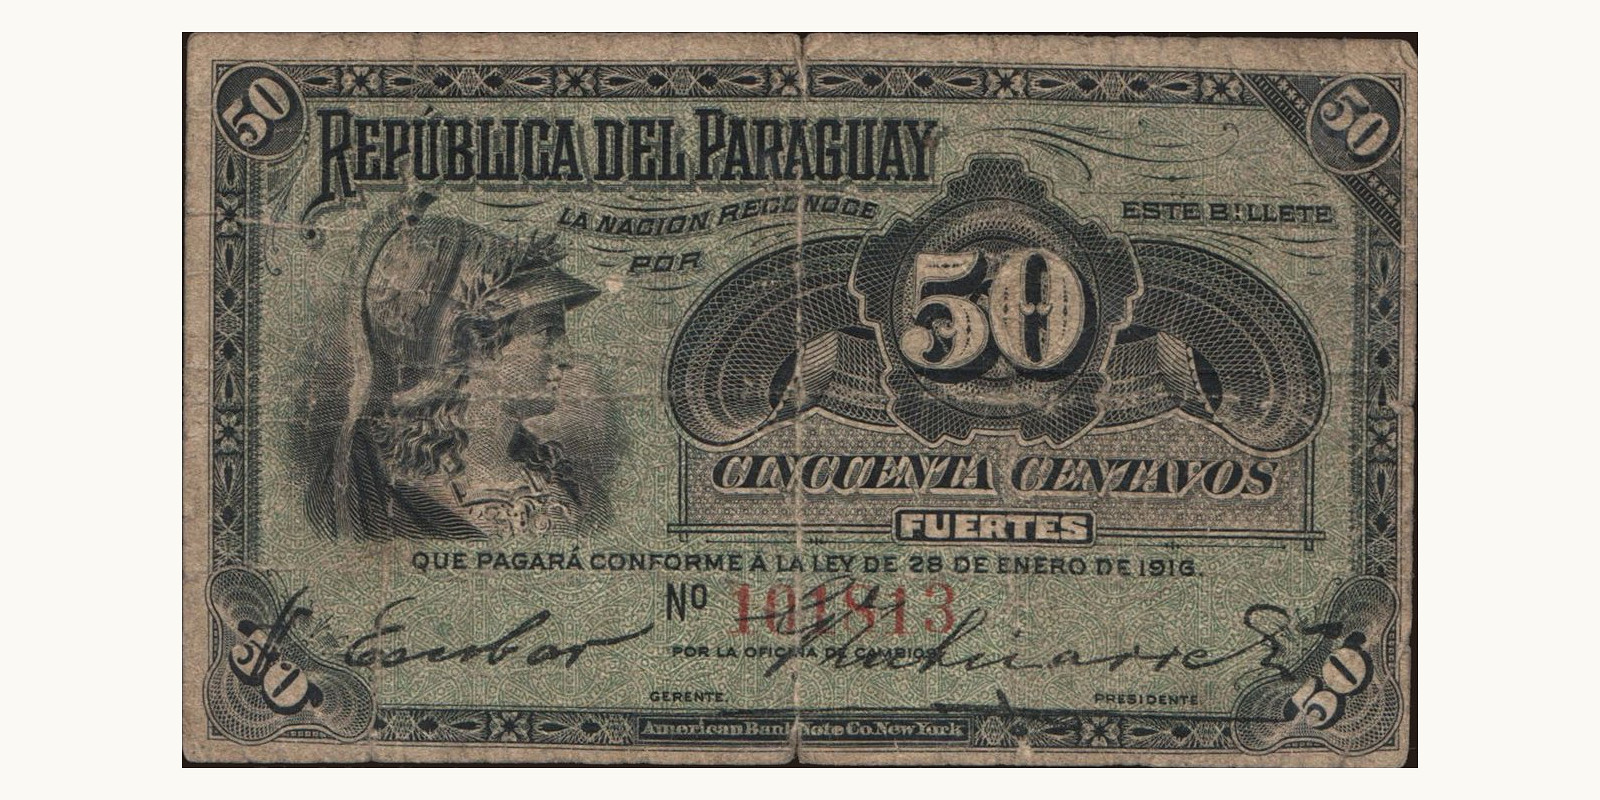 50
50
REPÚBLICA DEL PARAGUAY
LA NACION RECONOCE
ESTE BILLETE
POR
50
CINCUENTA CENTAVOS
FUERTES
QUE PAGARÁ CONFORME Á LA LEY DE 28 DE ENERO DE 1916.
Nº 101813
Escobar
POR LA OFICINA DE CAMBIOS
GERENTE.
PRESIDENTE
50
50
American Bank Note Co. New York